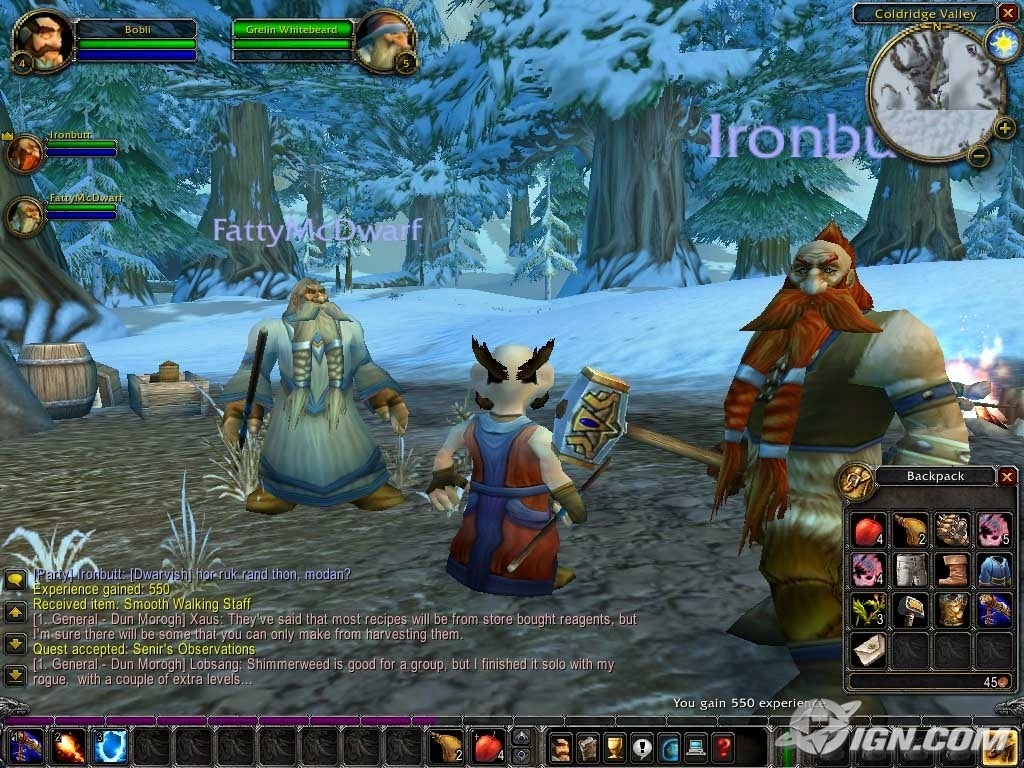 Bobli
4
Grelin Whitebeard
5
Coldridge Valley
N
Ironbutt
FattyMcDwarf
Ironbu
FattyMcDwarf
Backpack
4
2
5
4
3
45
[Party] Ironbutt: [Dwarvish] hor ruk rand thon, modan?
Experience gained: 550
Received item: Smooth Walking Staff
[1. General - Dun Morogh] Xaus: They've said that most recipes will be from store bought reagents, but
I'm sure there will be some that you can only make from harvesting them.
Quest accepted: Senir's Observations
[1. General - Dun Morogh] Lobsang: Shimmerweed is good for a group, but I finished it solo with my
rogue. with a couple of extra levels...
You gain 550 experience.
1
2
3
2
4
IGN.COM